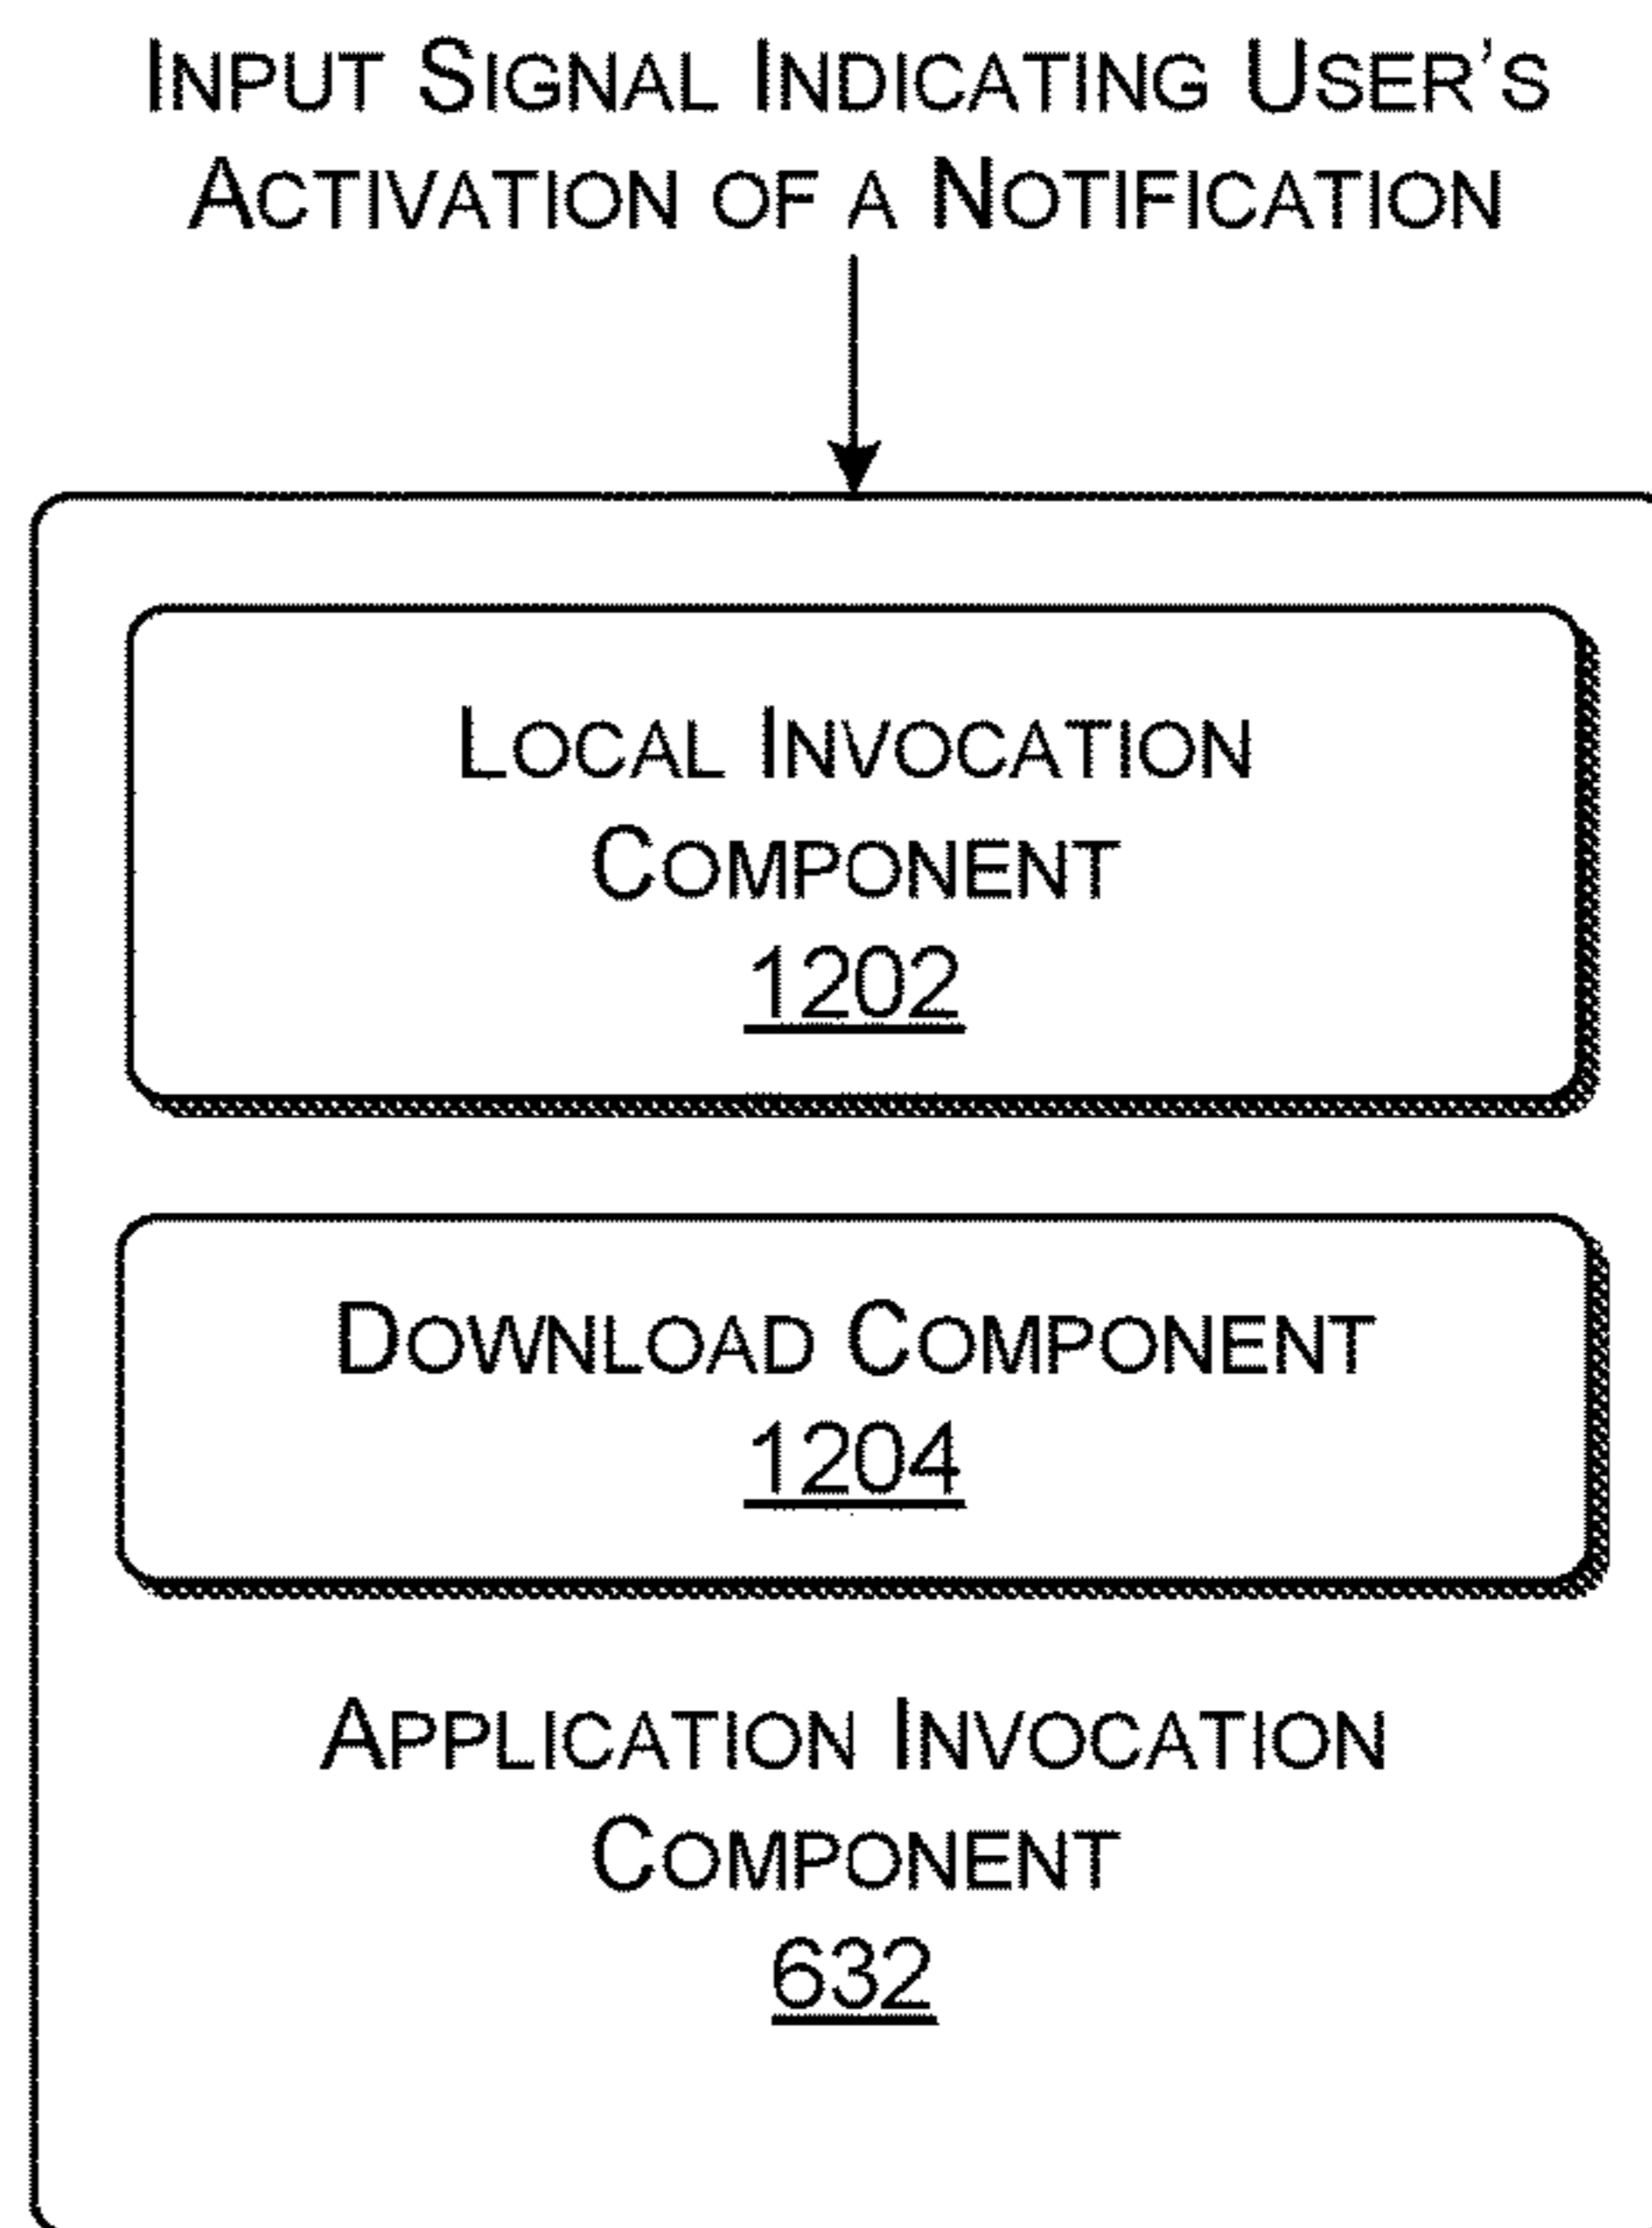 INPUT SIGNAL INDICATING USER'S
ACTIVATION OF A NOTIFICATION
LOCAL INVOCATION
COMPONENT
1202
DOWNLOAD COMPONENT
1204
APPLICATION INVOCATION
COMPONENT
632